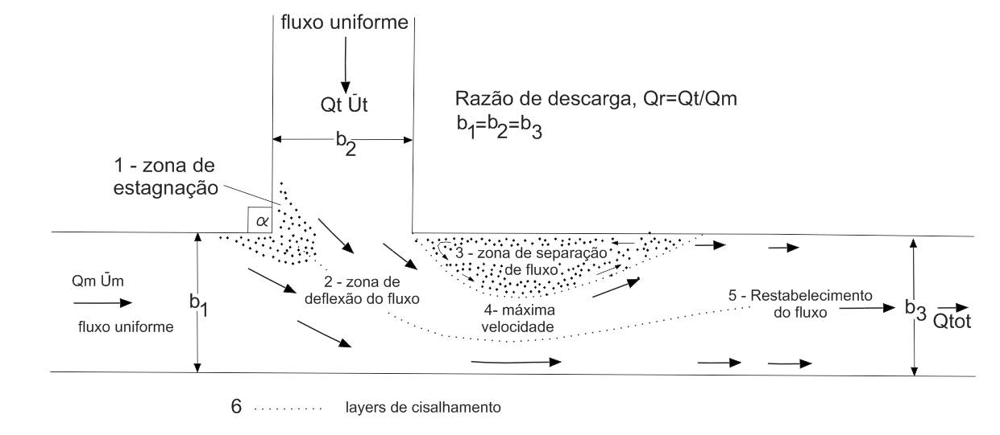 fluxo uniforme
Qt Ūt
b2
Razão de descarga, Qr=Qt/Qm
b1=b2=b3
1 - zona de
estagnação
α
3 - zona de separação
de fluxo
Qm Ūm
fluxo uniforme
b1
2 - zona de
deflexão do fluxo
4- máxima
velocidade
5 - Restabelecimento
do fluxo
b3
Qtot
6
layers de cisalhamento